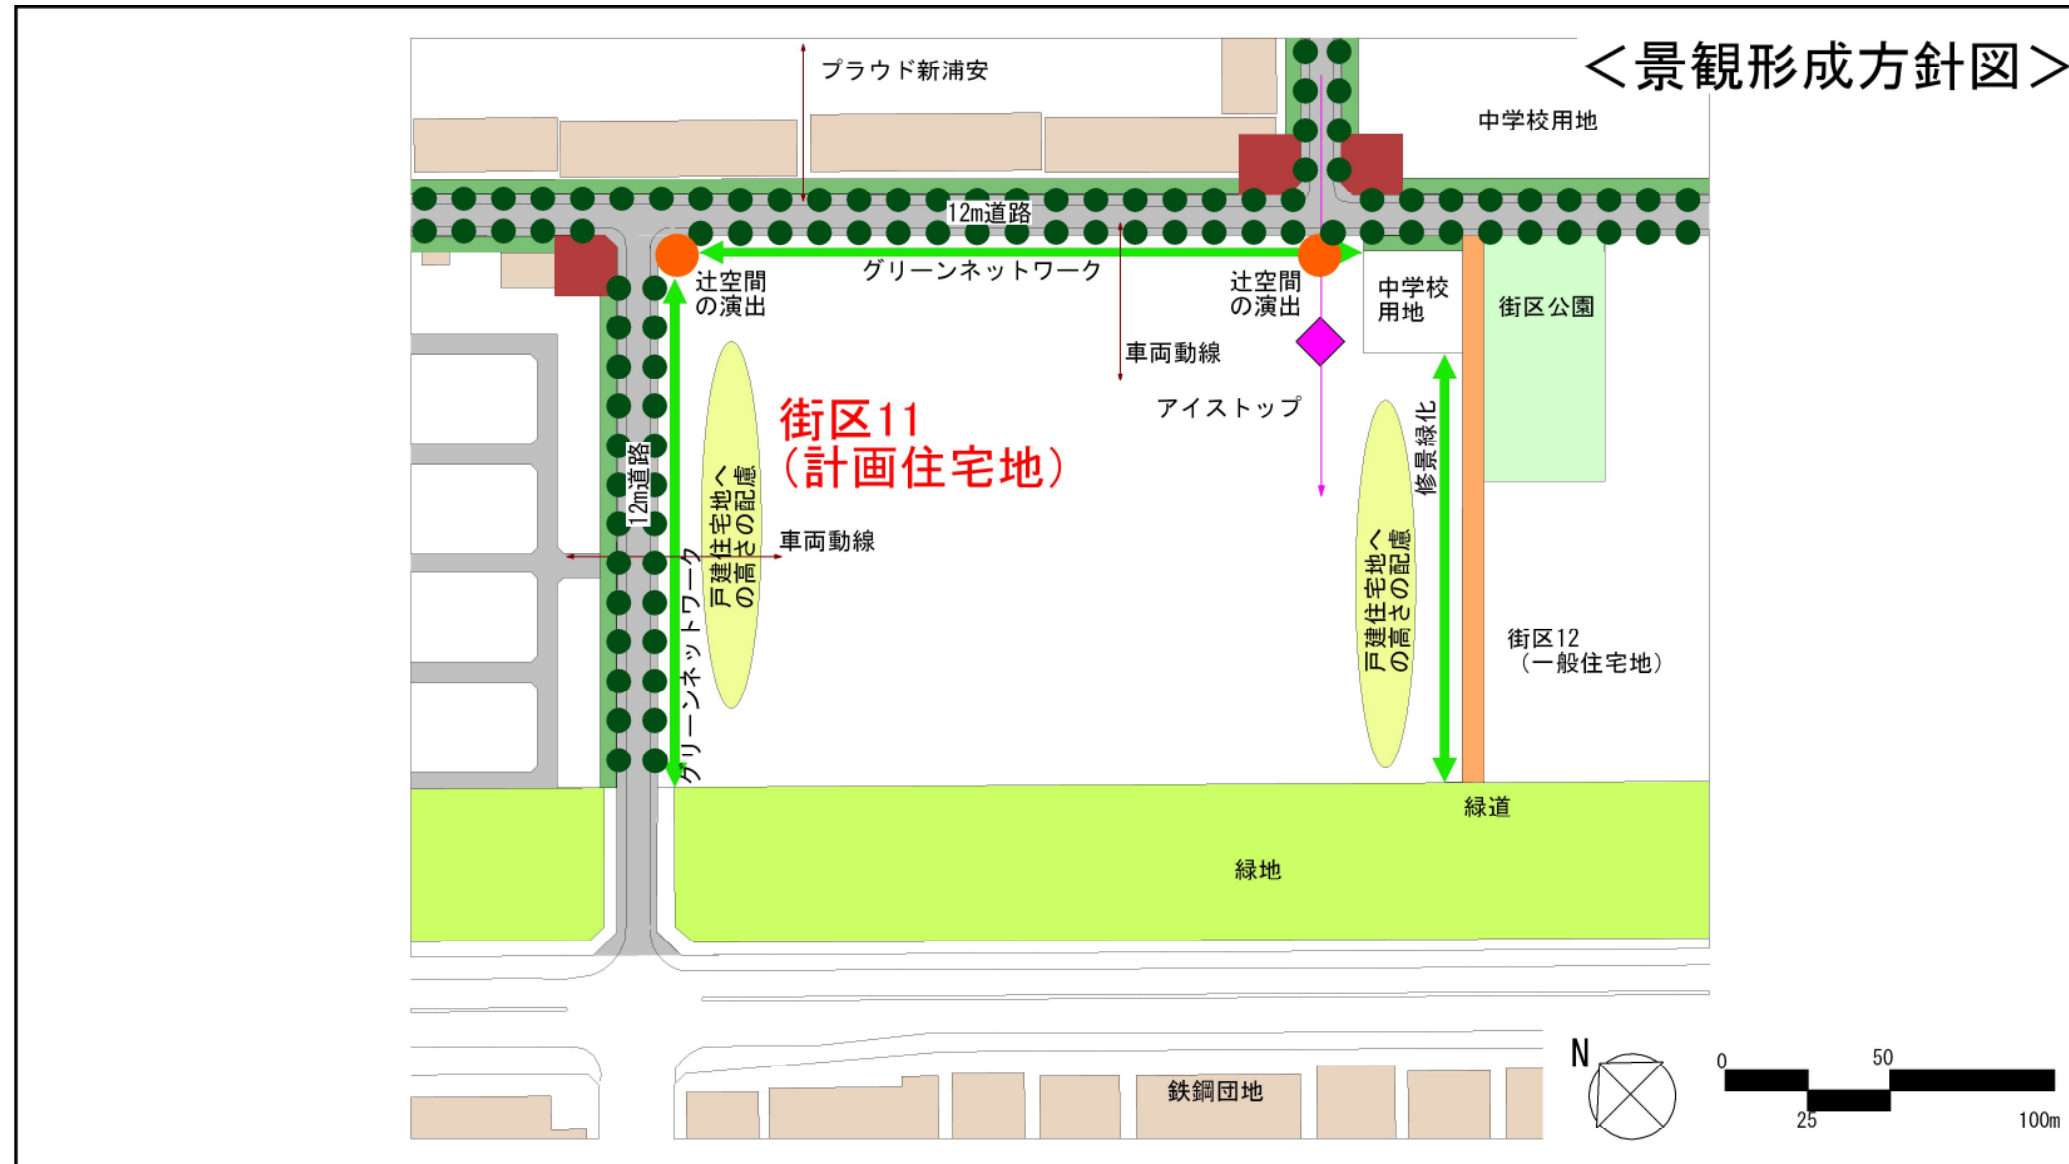 <景観形成方針図>
プラウド新浦安
中学校用地
12m道路
グリーンネットワーク
辻空間
の演出
辻空間
の演出
中学校
用地
街区公園
車両動線
アイストップ
街区11
(計画住宅地)
修景緑化
12m道路
戸建住宅地へ
の高さの配慮
車両動線
グリーンネットワーク
戸建住宅地へ
の高さの配慮
街区12
(一般住宅地)
緑道
緑地
鉄鋼団地
N
0
50
25
100m